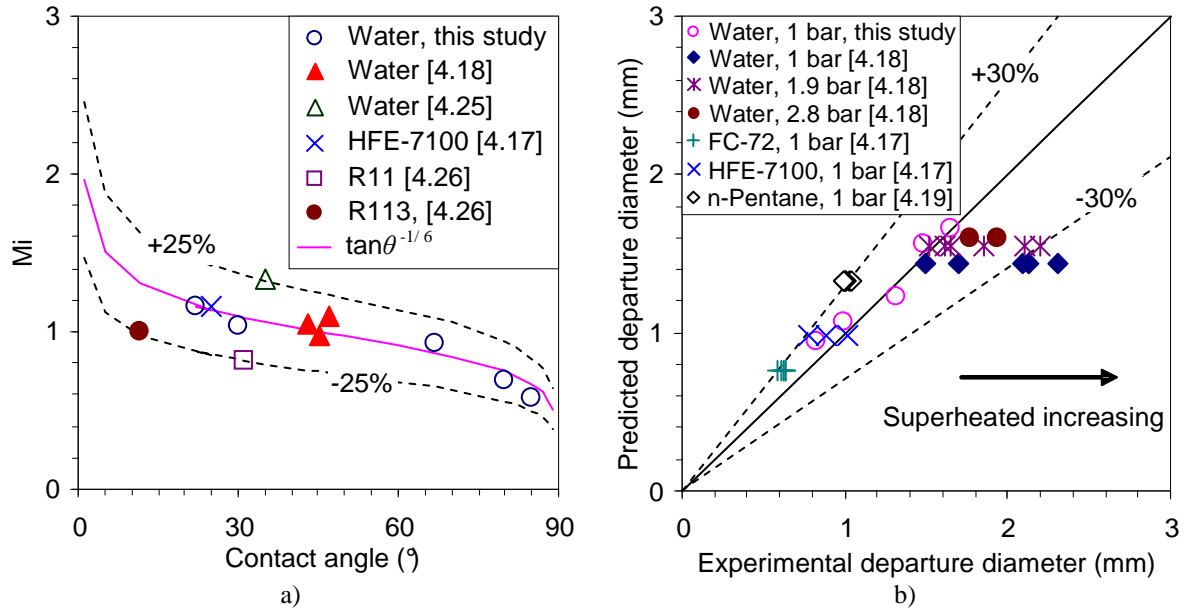 3
2
1
0
Mi
0
30
60
90
Contact angle (°)
Water, this study
Water [4.18]
Water [4.25]
HFE-7100 [4.17]
R11 [4.26]
R113, [4.26]
tanθ -1/6
+25%
-25%
a)
3
2
1
0
Predicted departure diameter (mm)
0
1
2
3
Experimental departure diameter (mm)
Water, 1 bar, this study
Water, 1 bar [4.18]
Water, 1.9 bar [4.18]
Water, 2.8 bar [4.18]
FC-72, 1 bar [4.17]
HFE-7100, 1 bar [4.17]
n-Pentane, 1 bar [4.19]
+30%
-30%
Superheated increasing
b)